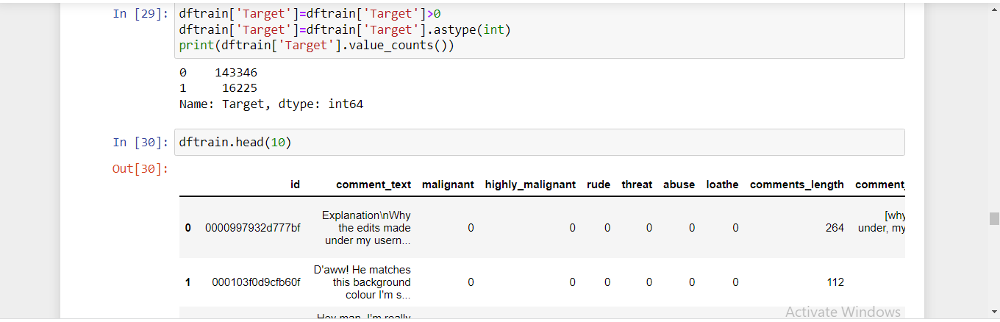 In [29]: dftrain['Target']=dftrain['Target']>0
dftrain['Target']=dftrain['Target'].astype(int)
print(dftrain['Target'].value_counts())
0    143346
1     16225
Name: Target, dtype: int64
In [30]: dftrain.head(10)
Out[30]:
id comment_text malignant highly_malignant rude threat abuse loathe comments_length comment_
Explanation\nWhy [why
0 0000997932d777bf the edits made 0 0 0 0 0 0 264 under, my
under my usern...
D'aww! He matches
1 000103f0d9cfb60f this background 0 0 0 0 0 0 112
colour I'm s...
Hey man, I'm really
Activate Windows